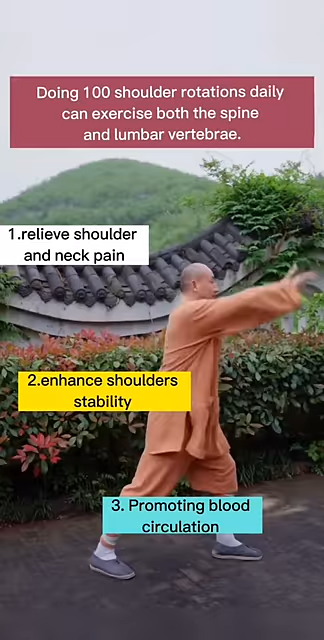 Doing 100 shoulder rotations daily
can exercise both the spine
and lumbar vertebrae.
1.relieve shoulder
and neck pain
2.enhance shoulders
stability
3. Promoting blood
circulation